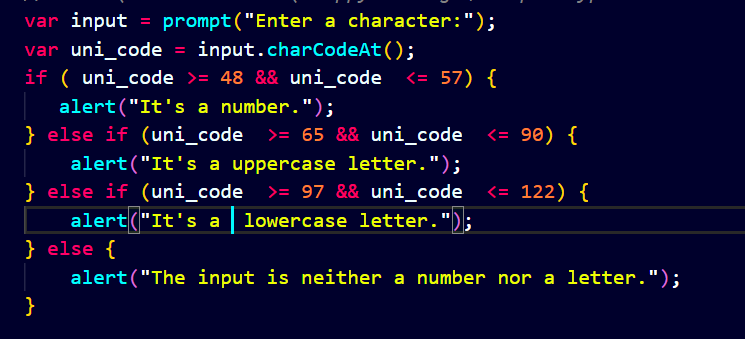 var input = prompt("Enter a character:");
var uni_code = input.charCodeAt();
if ( uni_code >= 48 && uni_code  <= 57) {
   alert("It's a number.");
} else if (uni_code  >= 65 && uni_code  <= 90) {
    alert("It's a uppercase letter.");
} else if (uni_code  >= 97 && uni_code  <= 122) {
    alert("It's a  lowercase letter.");
} else {
    alert("The input is neither a number nor a letter.");
}